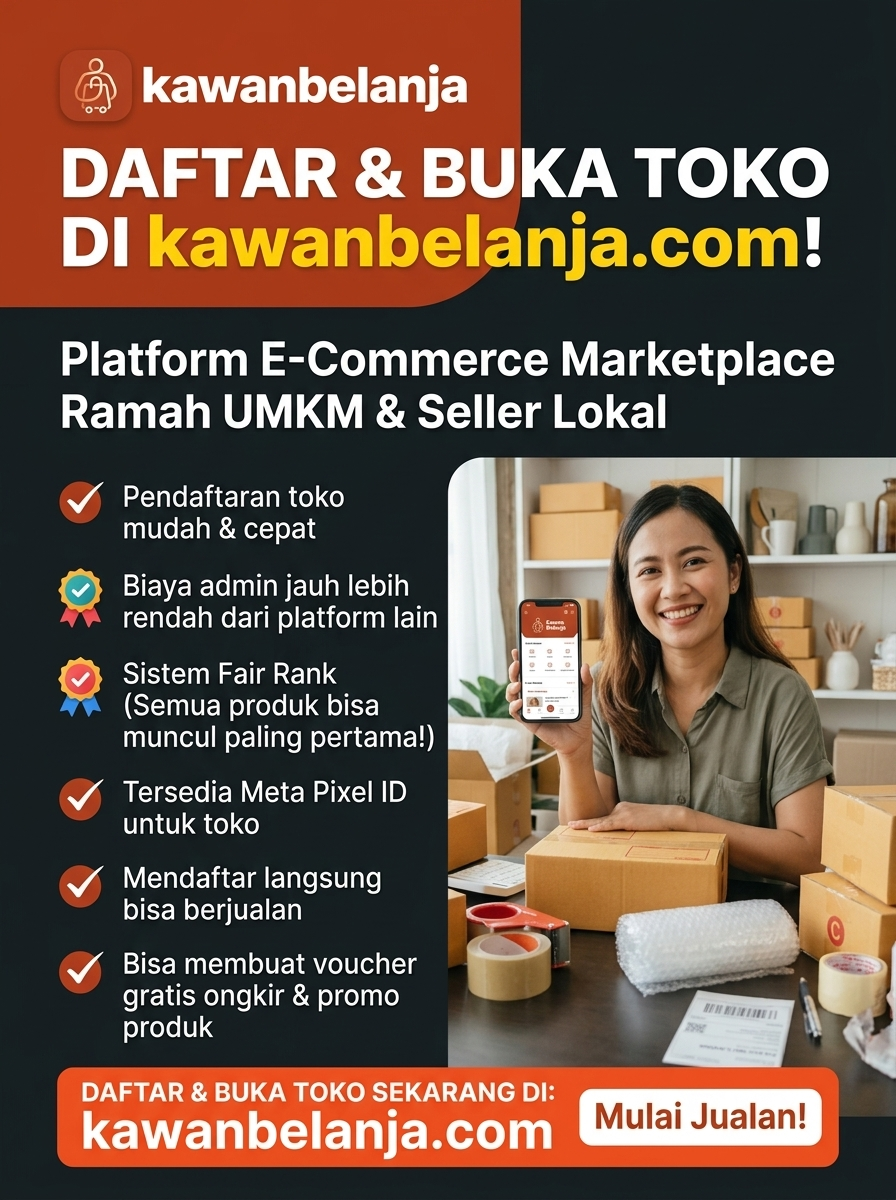 kawanbelanja
DAFTAR & BUKA TOKO
DI kawanbelanja.com!
Platform E-Commerce Marketplace
Ramah UMKM & Seller Lokal
Pendaftaran toko
mudah & cepat
Biaya admin jauh lebih
rendah dari platform lain
Sistem Fair Rank
(Semua produk bisa
muncul paling pertama!)
Tersedia Meta Pixel ID
untuk toko
Mendaftar langsung
bisa berjualan
Bisa membuat voucher
gratis ongkir & promo
produk
DAFTAR & BUKA TOKO SEKARANG DI:
kawanbelanja.com
Mulai Jualan!